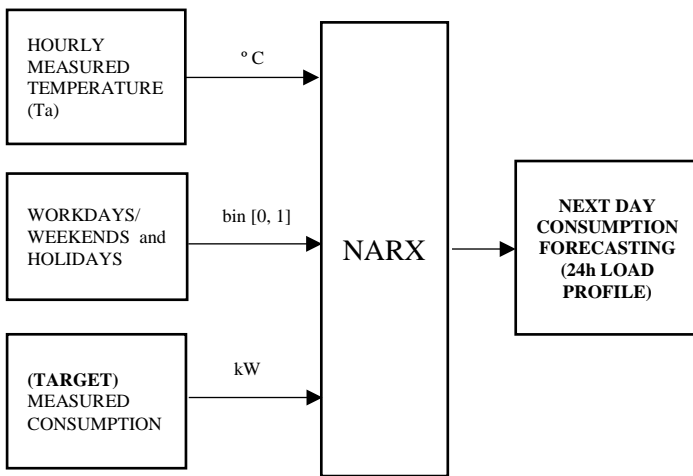 HOURLY
MEASURED
TEMPERATURE
(Ta)
º C
WORKDAYS/
WEEKENDS and
HOLIDAYS
bin [0, 1]
(TARGET)
MEASURED
CONSUMPTION
kW
NARX
NEXT DAY
CONSUMPTION
FORECASTING
(24h LOAD
PROFILE)